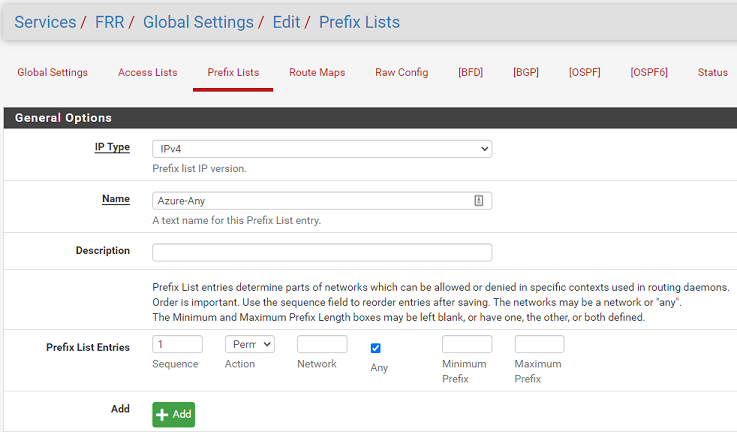 Services / FRR / Global Settings / Edit / Prefix Lists
Global Settings Access Lists Prefix Lists Route Maps Raw Config [BFD] [BGP] [OSPF] [OSPF6] Status
General Options
IP Type IPv4
Prefix list IP version.
Name Azure-Any
A text name for this Prefix List entry.
Description
Prefix List entries determine parts of networks which can be allowed or denied in specific contexts used in routing daemons.
Order is important. Use the sequence field to reorder entries after saving. The networks may be a network or "any".
The Minimum and Maximum Prefix Length boxes may be left blank, or have one, the other, or both defined.
Prefix List Entries 1 Perm
Sequence Action Network Any Minimum Maximum
Prefix Prefix
Add Add